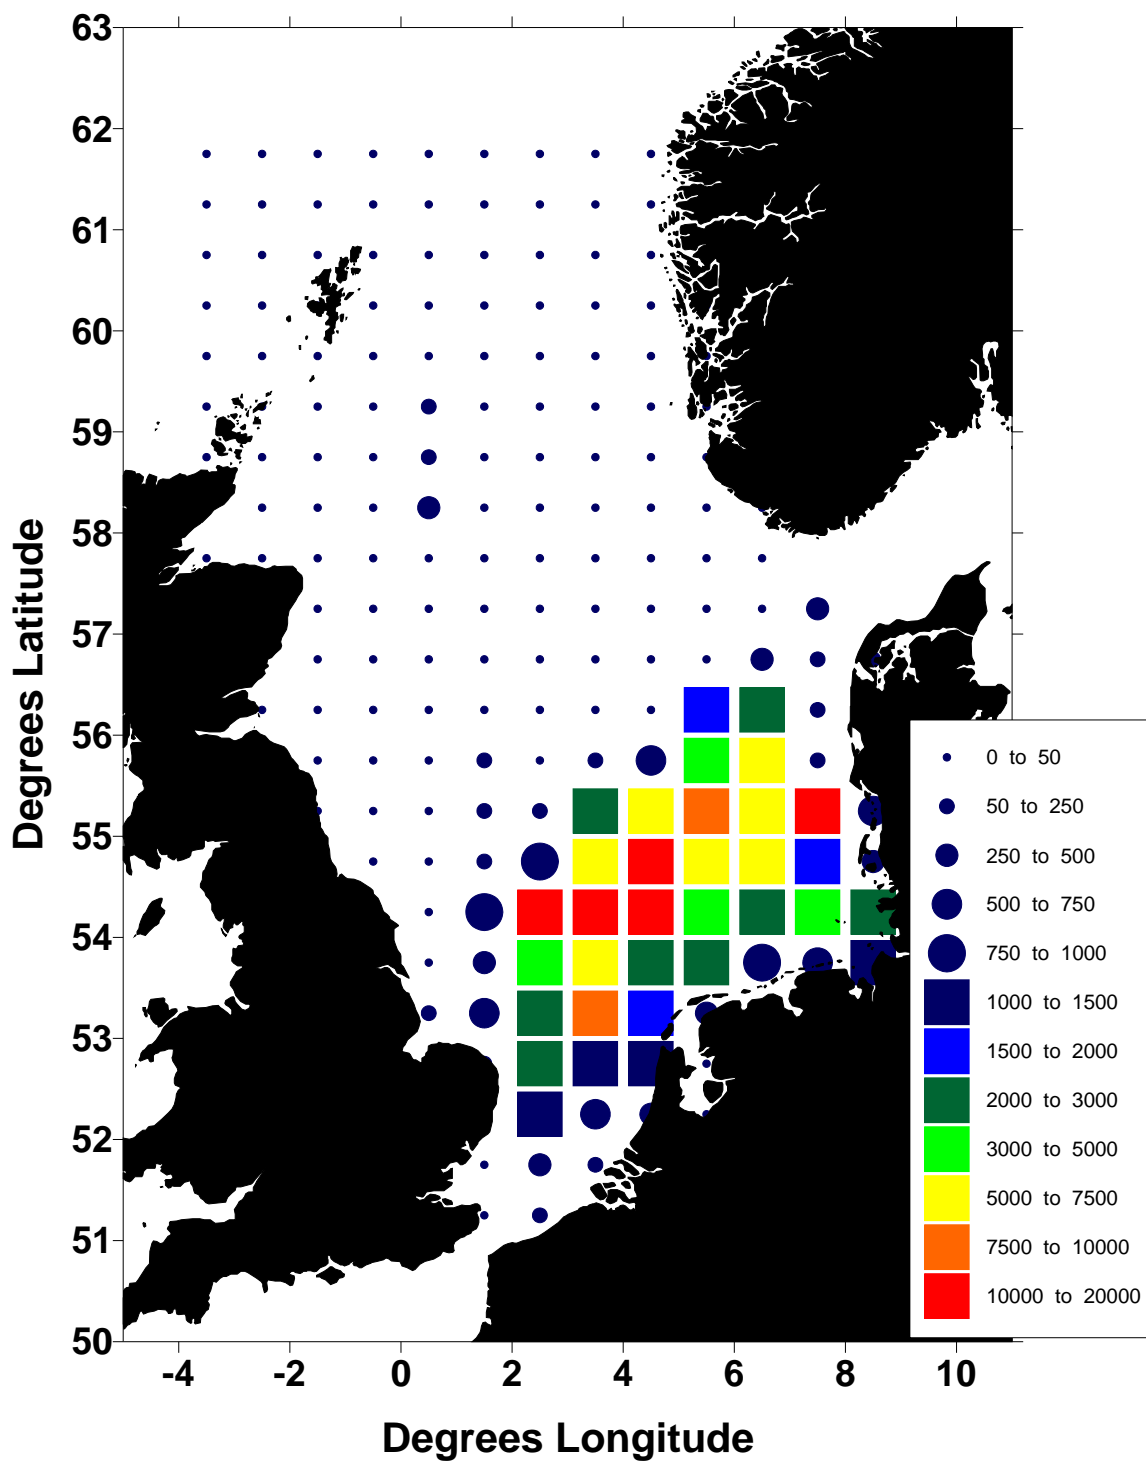 63
62
61
60
59
58
57
56
55
54
53
52
51
50
Degrees Latitude
-4 -2 0 2 4 6 8 10
Degrees Longitude
0 to 50
50 to 250
250 to 500
500 to 750
750 to 1000
1000 to 1500
1500 to 2000
2000 to 3000
3000 to 5000
5000 to 7500
7500 to 10000
10000 to 20000